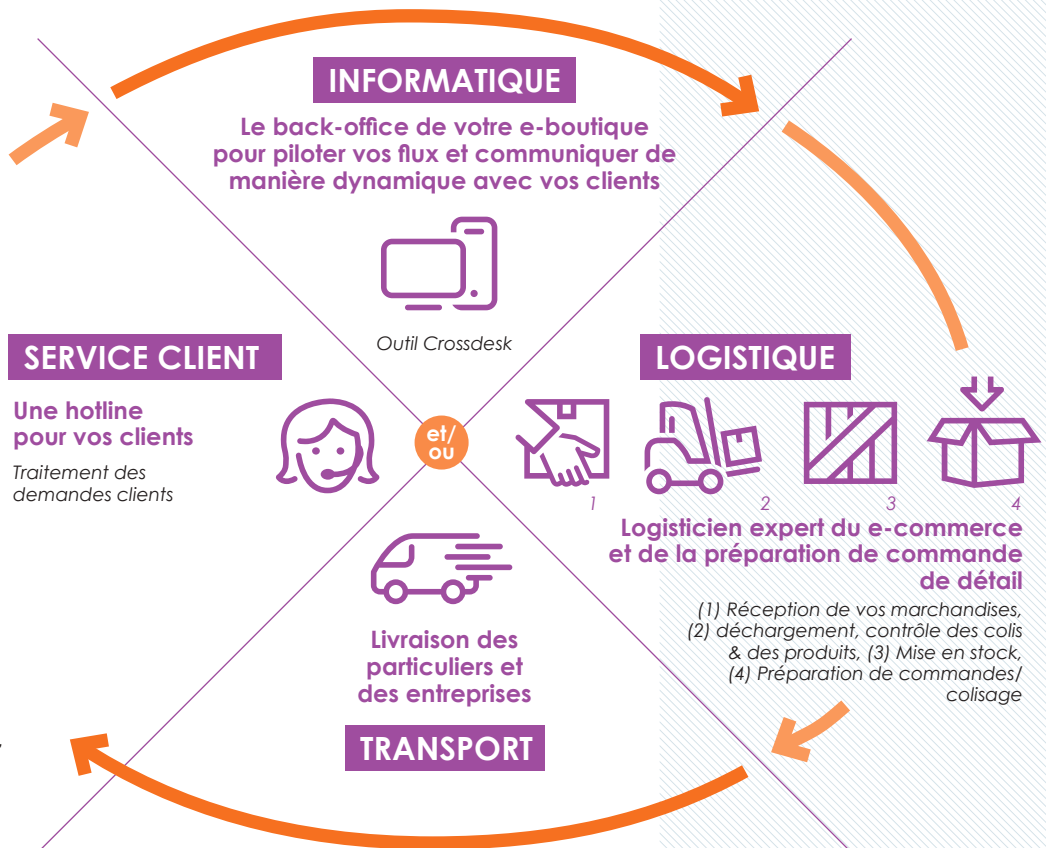 INFORMATIQUE
Le back-office de votre e-boutique
pour piloter vos flux et communiquer de
manière dynamique avec vos clients
Outil Crossdesk
SERVICE CLIENT
Une hotline
pour vos clients
Traitement des
demandes clients
et/
ou
LOGISTIQUE
1
2
3
4
Logisticien expert du e-commerce
et de la préparation de commande
de détail
(1) Réception de vos marchandises,
(2) déchargement, contrôle des colis
& des produits, (3) Mise en stock,
(4) Préparation de commandes/
colisage
Livraison des
particuliers et
des entreprises
TRANSPORT